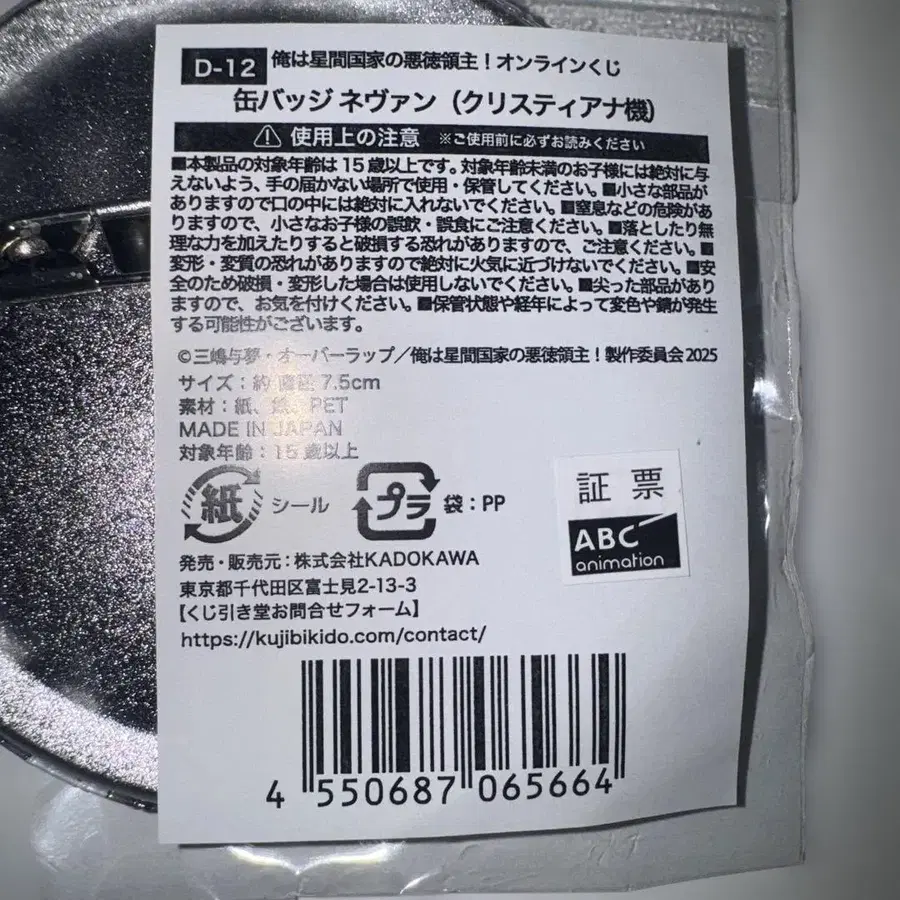 D-12 俺は星間国家の悪徳領主！オンラインくじ
缶バッジ ネヴァン（クリスティアナ機）
⚠ 使用上の注意 ※ご使用前に必ずお読みください
■本製品の対象年齢は15歳以上です。対象年齢未満のお子様には絶対に与
えないよう、手の届かない場所で使用・保管してください。■小さな部品が
ありますので口の中には絶対に入れないでください。■窒息などの危険があ
りますので、小さなお子様の誤飲・誤食にご注意ください。■落としたり無
理な力を加えたりすると破損する恐れがありますので、ご注意ください。■
変形・変質の恐れがありますので絶対に火気に近づけないでください。■安
全のため破損・変形した場合は使用しないでください。■尖った部品があり
ますので、お気を付けください。■保管状態や経年によって変色や錆が発生
する可能性がございます。
©三嶋与夢・オーバーラップ／俺は星間国家の悪徳領主！製作委員会2025
サイズ：約 直径 7.5cm
素材：紙、鉄、PET
MADE IN JAPAN
対象年齢：15歳以上
紙 シール プラ 袋：PP
証票
ABC
animation
発売・販売元：株式会社KADOKAWA
東京都千代田区富士見2-13-3
【くじ引き堂お問合せフォーム】
https://kujibikido.com/contact/
4 550687 065664